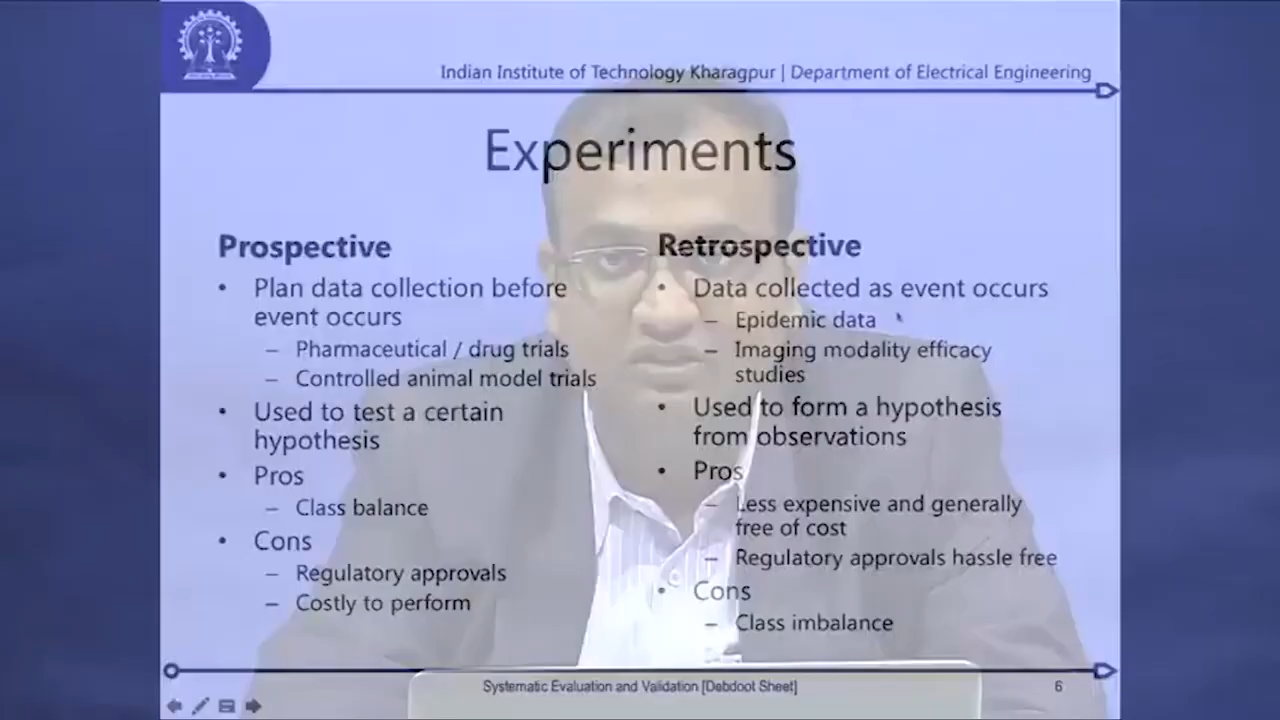 Indian Institute of Technology Kharagpur | Department of Electrical Engineering
Experiments
Prospective
• Plan data collection before
event occurs
– Pharmaceutical / drug trials
– Controlled animal model trials
• Used to test a certain
hypothesis
• Pros
– Class balance
• Cons
– Regulatory approvals
– Costly to perform
Retrospective
• Data collected as event occurs
– Epidemic data
– Imaging modality efficacy
studies
• Used to form a hypothesis
from observations
• Pros
– Less expensive and generally
free of cost
– Regulatory approvals hassle free
• Cons
– Class imbalance
Systematic Evaluation and Validation [Debdoot Sheet]
6